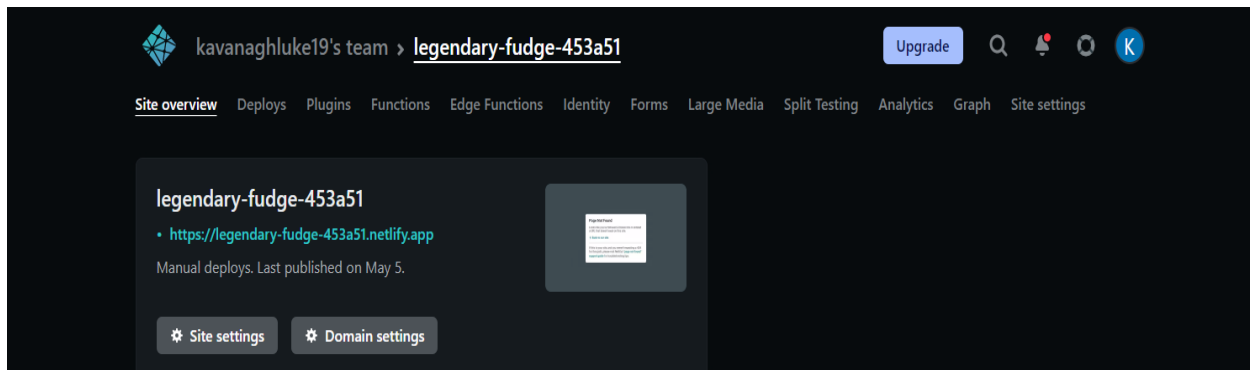 kavanaghluke19's team > legendary-fudge-453a51
Upgrade
K
Site overview Deploys Plugins Functions Edge Functions Identity Forms Large Media Split Testing Analytics Graph Site settings
legendary-fudge-453a51
• https://legendary-fudge-453a51.netlify.app
Manual deploys. Last published on May 5.
Page Not Found
Site settings
Domain settings